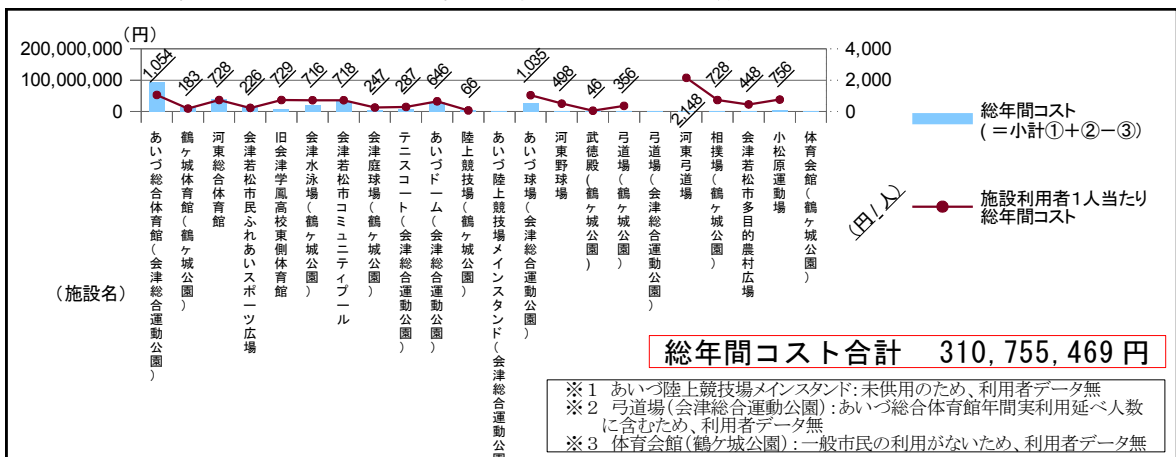 (円)
200,000,000
100,000,000
0
4,000
2,000
0
1,054
183
728
226
729
716
718
247
287
646
66
1,035
498
46
356
2,148
728
448
756
(円/人)
総年間コスト
(=小計①+②-③)
施設利用者1人当たり
総年間コスト
(施設名)
あいづ総合体育館(会津総合運動公園)
鶴ヶ城体育館(鶴ヶ城公園)
河東総合体育館
会津若松市民ふれあいスポーツ広場
旧会津学鳳高校東側体育館
会津水泳場(鶴ヶ城公園)
会津若松市コミュニティプール
会津庭球場(鶴ヶ城公園)
テニスコート(会津総合運動公園)
あいづドーム(会津総合運動公園)
陸上競技場(鶴ヶ城公園)
あいづ陸上競技場メインスタンド(会津総合運動公園
あいづ球場(会津総合運動公園)
河東野球場
武徳殿(鶴ヶ城公園)
弓道場(鶴ヶ城公園)
弓道場(会津総合運動公園)
河東弓道場
相撲場(鶴ヶ城公園)
会津若松市多目的農村広場
小松原運動場
体育会館(鶴ヶ城公園)
総年間コスト合計 310,755,469円
※1 あいづ陸上競技場メインスタンド:未供用のため、利用者データ無
※2 弓道場(会津総合運動公園):あいづ総合体育館年間実利用延べ人数
に含むため、利用者データ無
※3 体育会館(鶴ケ城公園):一般市民の利用がないため、利用者データ無